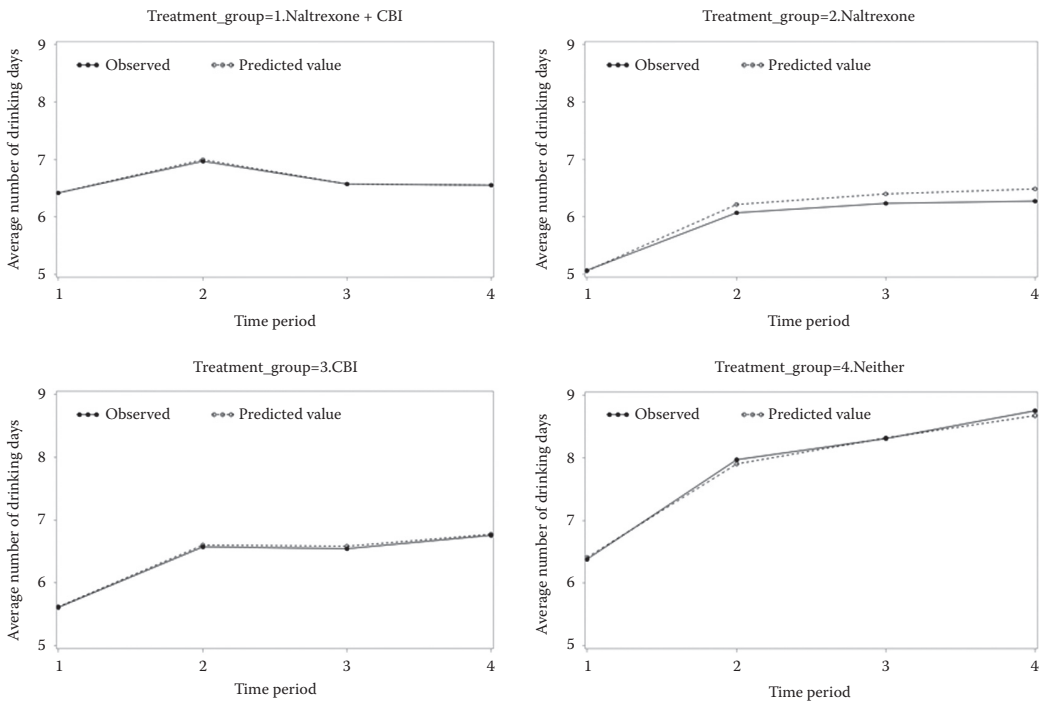 Treatment_group=1.Naltrexone + CBI
Average number of drinking days
9
8
7
6
5
Observed
Predicted value
1
2
3
4
Time period
Treatment_group=2.Naltrexone
Average number of drinking days
9
8
7
6
5
Observed
Predicted value
1
2
3
4
Time period
Treatment_group=3.CBI
Average number of drinking days
9
8
7
6
5
Observed
Predicted value
1
2
3
4
Time period
Treatment_group=4.Neither
Average number of drinking days
9
8
7
6
5
Observed
Predicted value
1
2
3
4
Time period